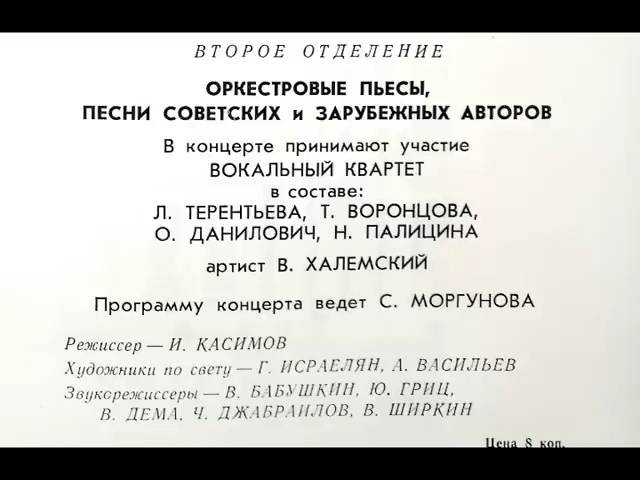 ВТОРОЕ ОТДЕЛЕНИЕ
ОРКЕСТРОВЫЕ ПЬЕСЫ,
ПЕСНИ СОВЕТСКИХ и ЗАРУБЕЖНЫХ АВТОРОВ
В концерте принимают участие
ВОКАЛЬНЫЙ КВАРТЕТ
в составе:
Л. ТЕРЕНТЬЕВА, Т. ВОРОНЦОВА,
О. ДАНИЛОВИЧ, Н. ПАЛИЦИНА
артист В. ХАЛЕМСКИЙ
Программу концерта ведет С. МОРГУНОВА
Режиссер — И. КАСИМОВ
Художники по свету — Г. ИСРАЕЛЯН, А. ВАСИЛЬЕВ
Звукорежиссеры — В. БАБУШКИН, Ю. ГРИЦ,
В. ДЕМА, Ч. ДЖАБРАИЛОВ, В. ШИРКИН
Цена 8 коп.